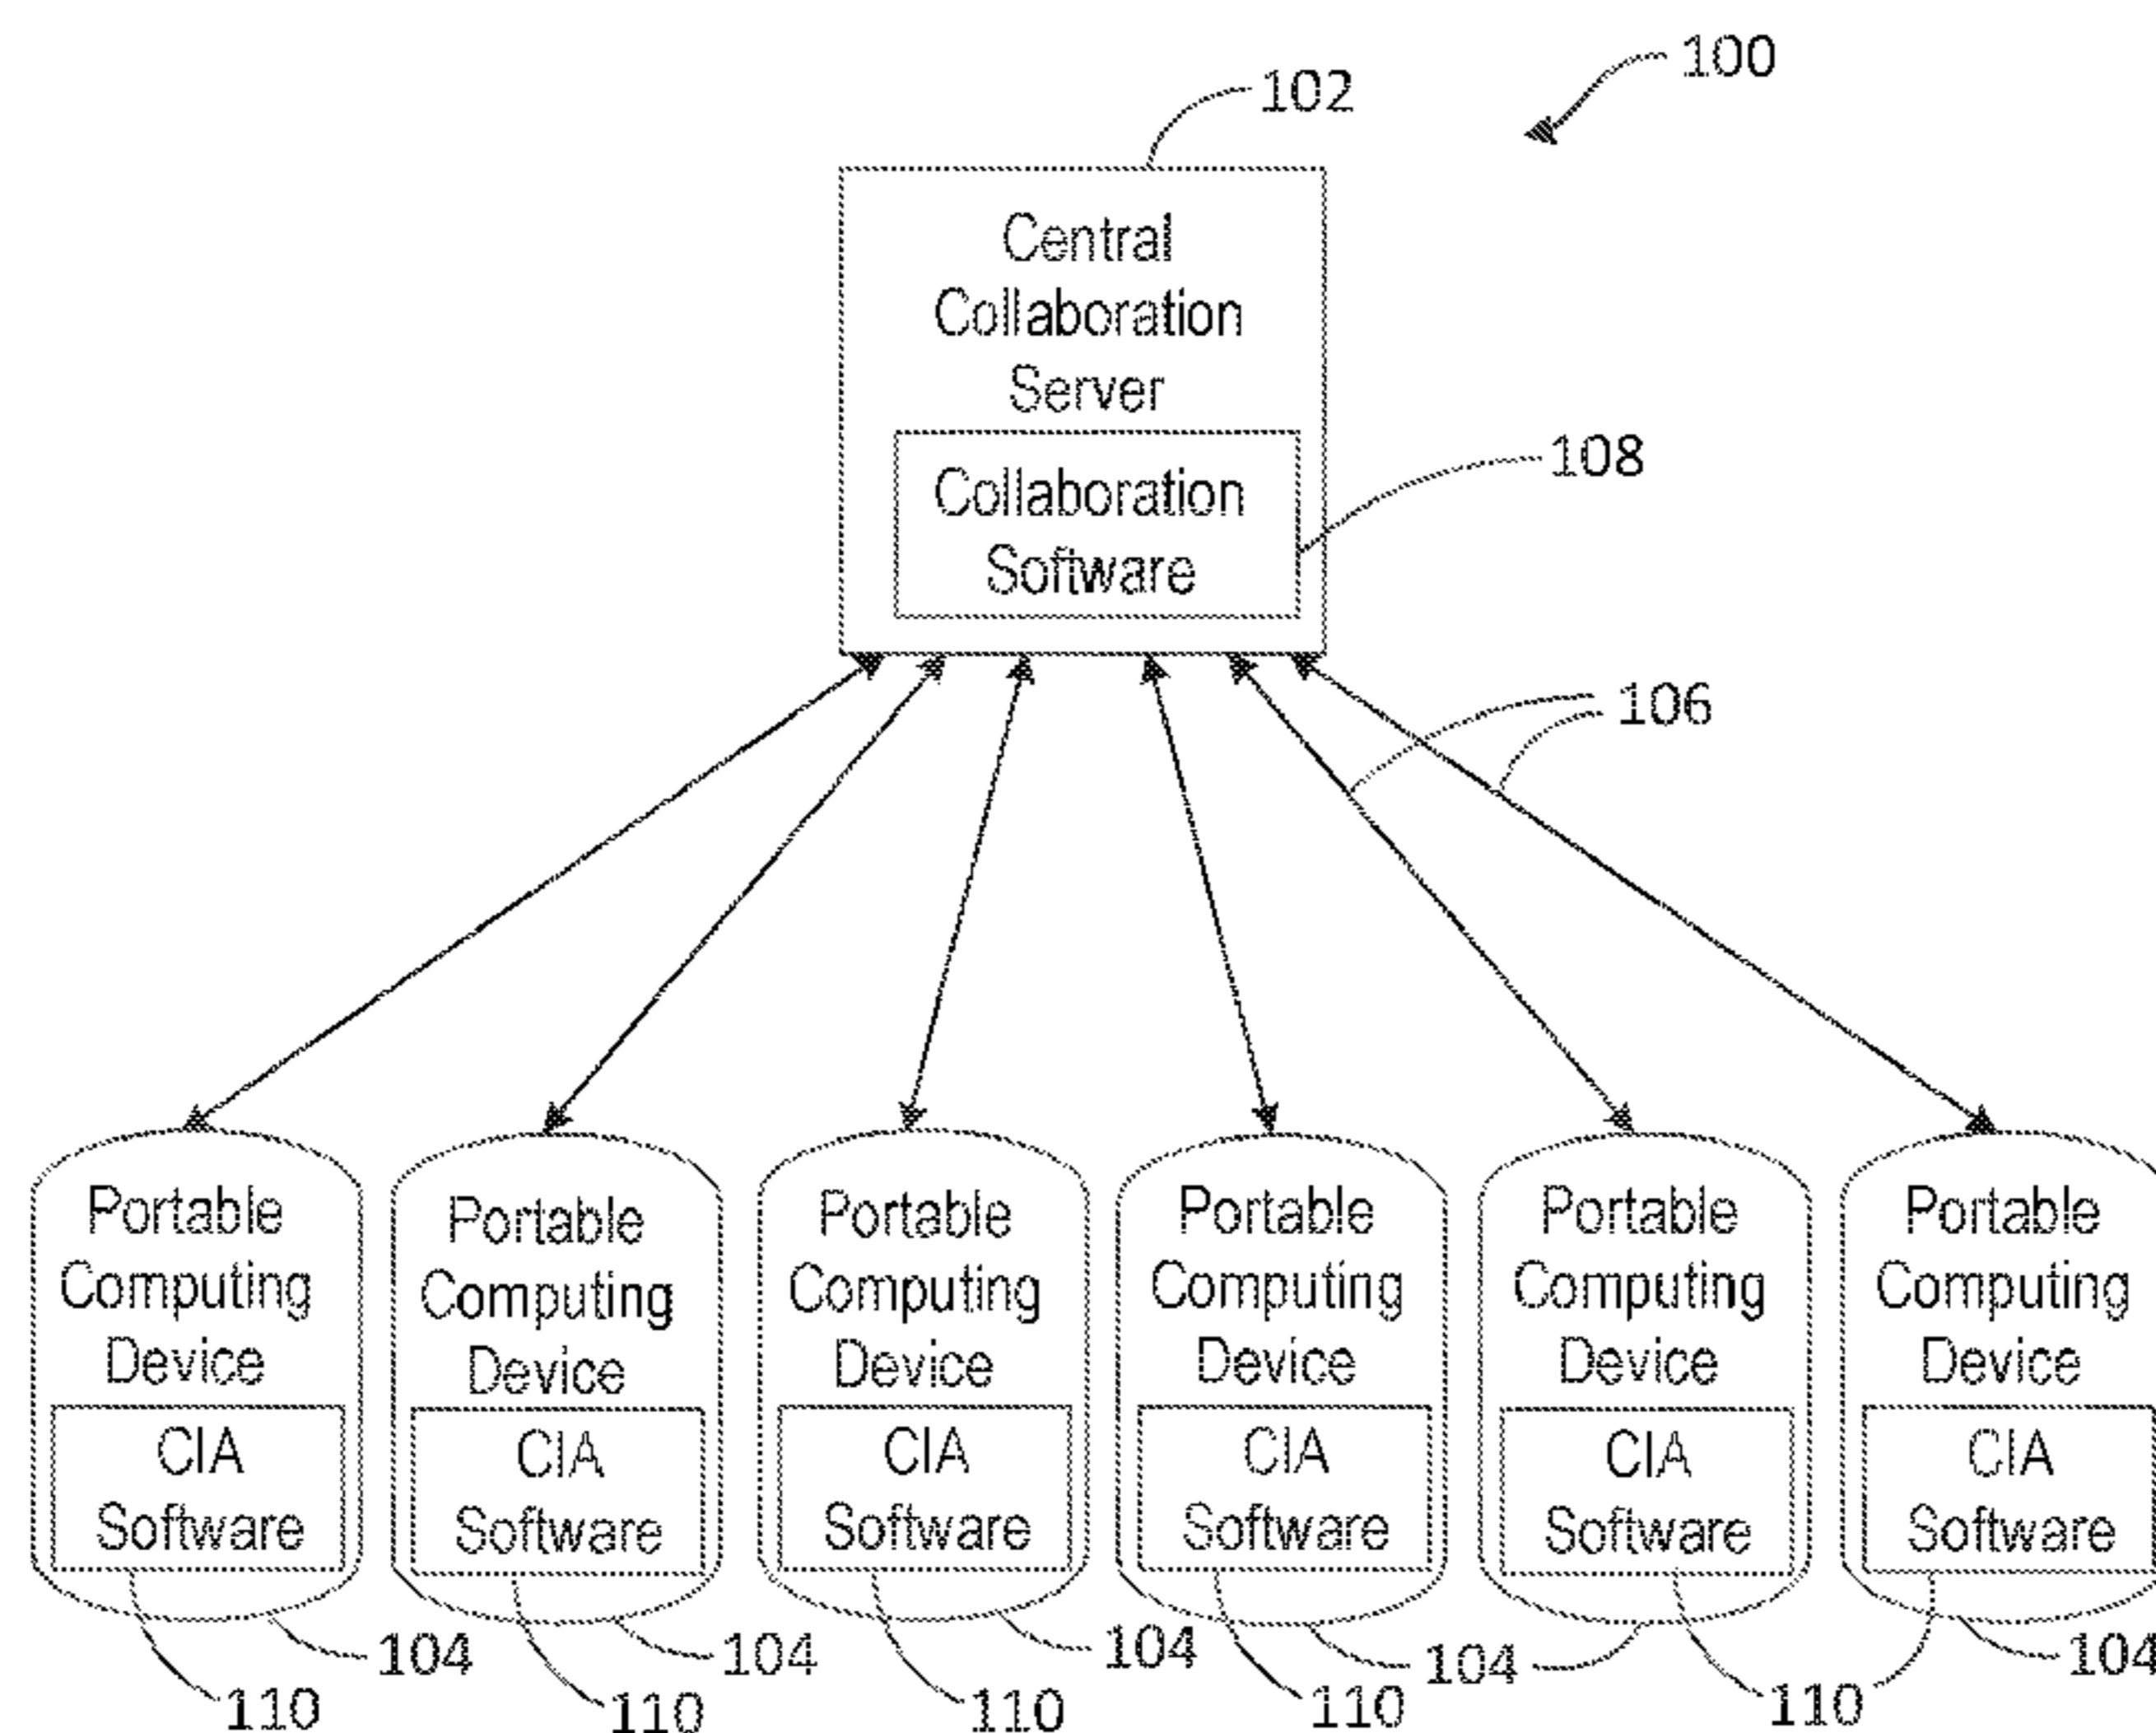 100
102
Central
Collaboration
Server
Collaboration
Software
108
106
Portable
Computing
Device
CIA
Software
Portable
Computing
Device
CIA
Software
Portable
Computing
Device
CIA
Software
Portable
Computing
Device
CIA
Software
Portable
Computing
Device
CIA
Software
Portable
Computing
Device
CIA
Software
104
104
104
104
104
110
110
110
110
110